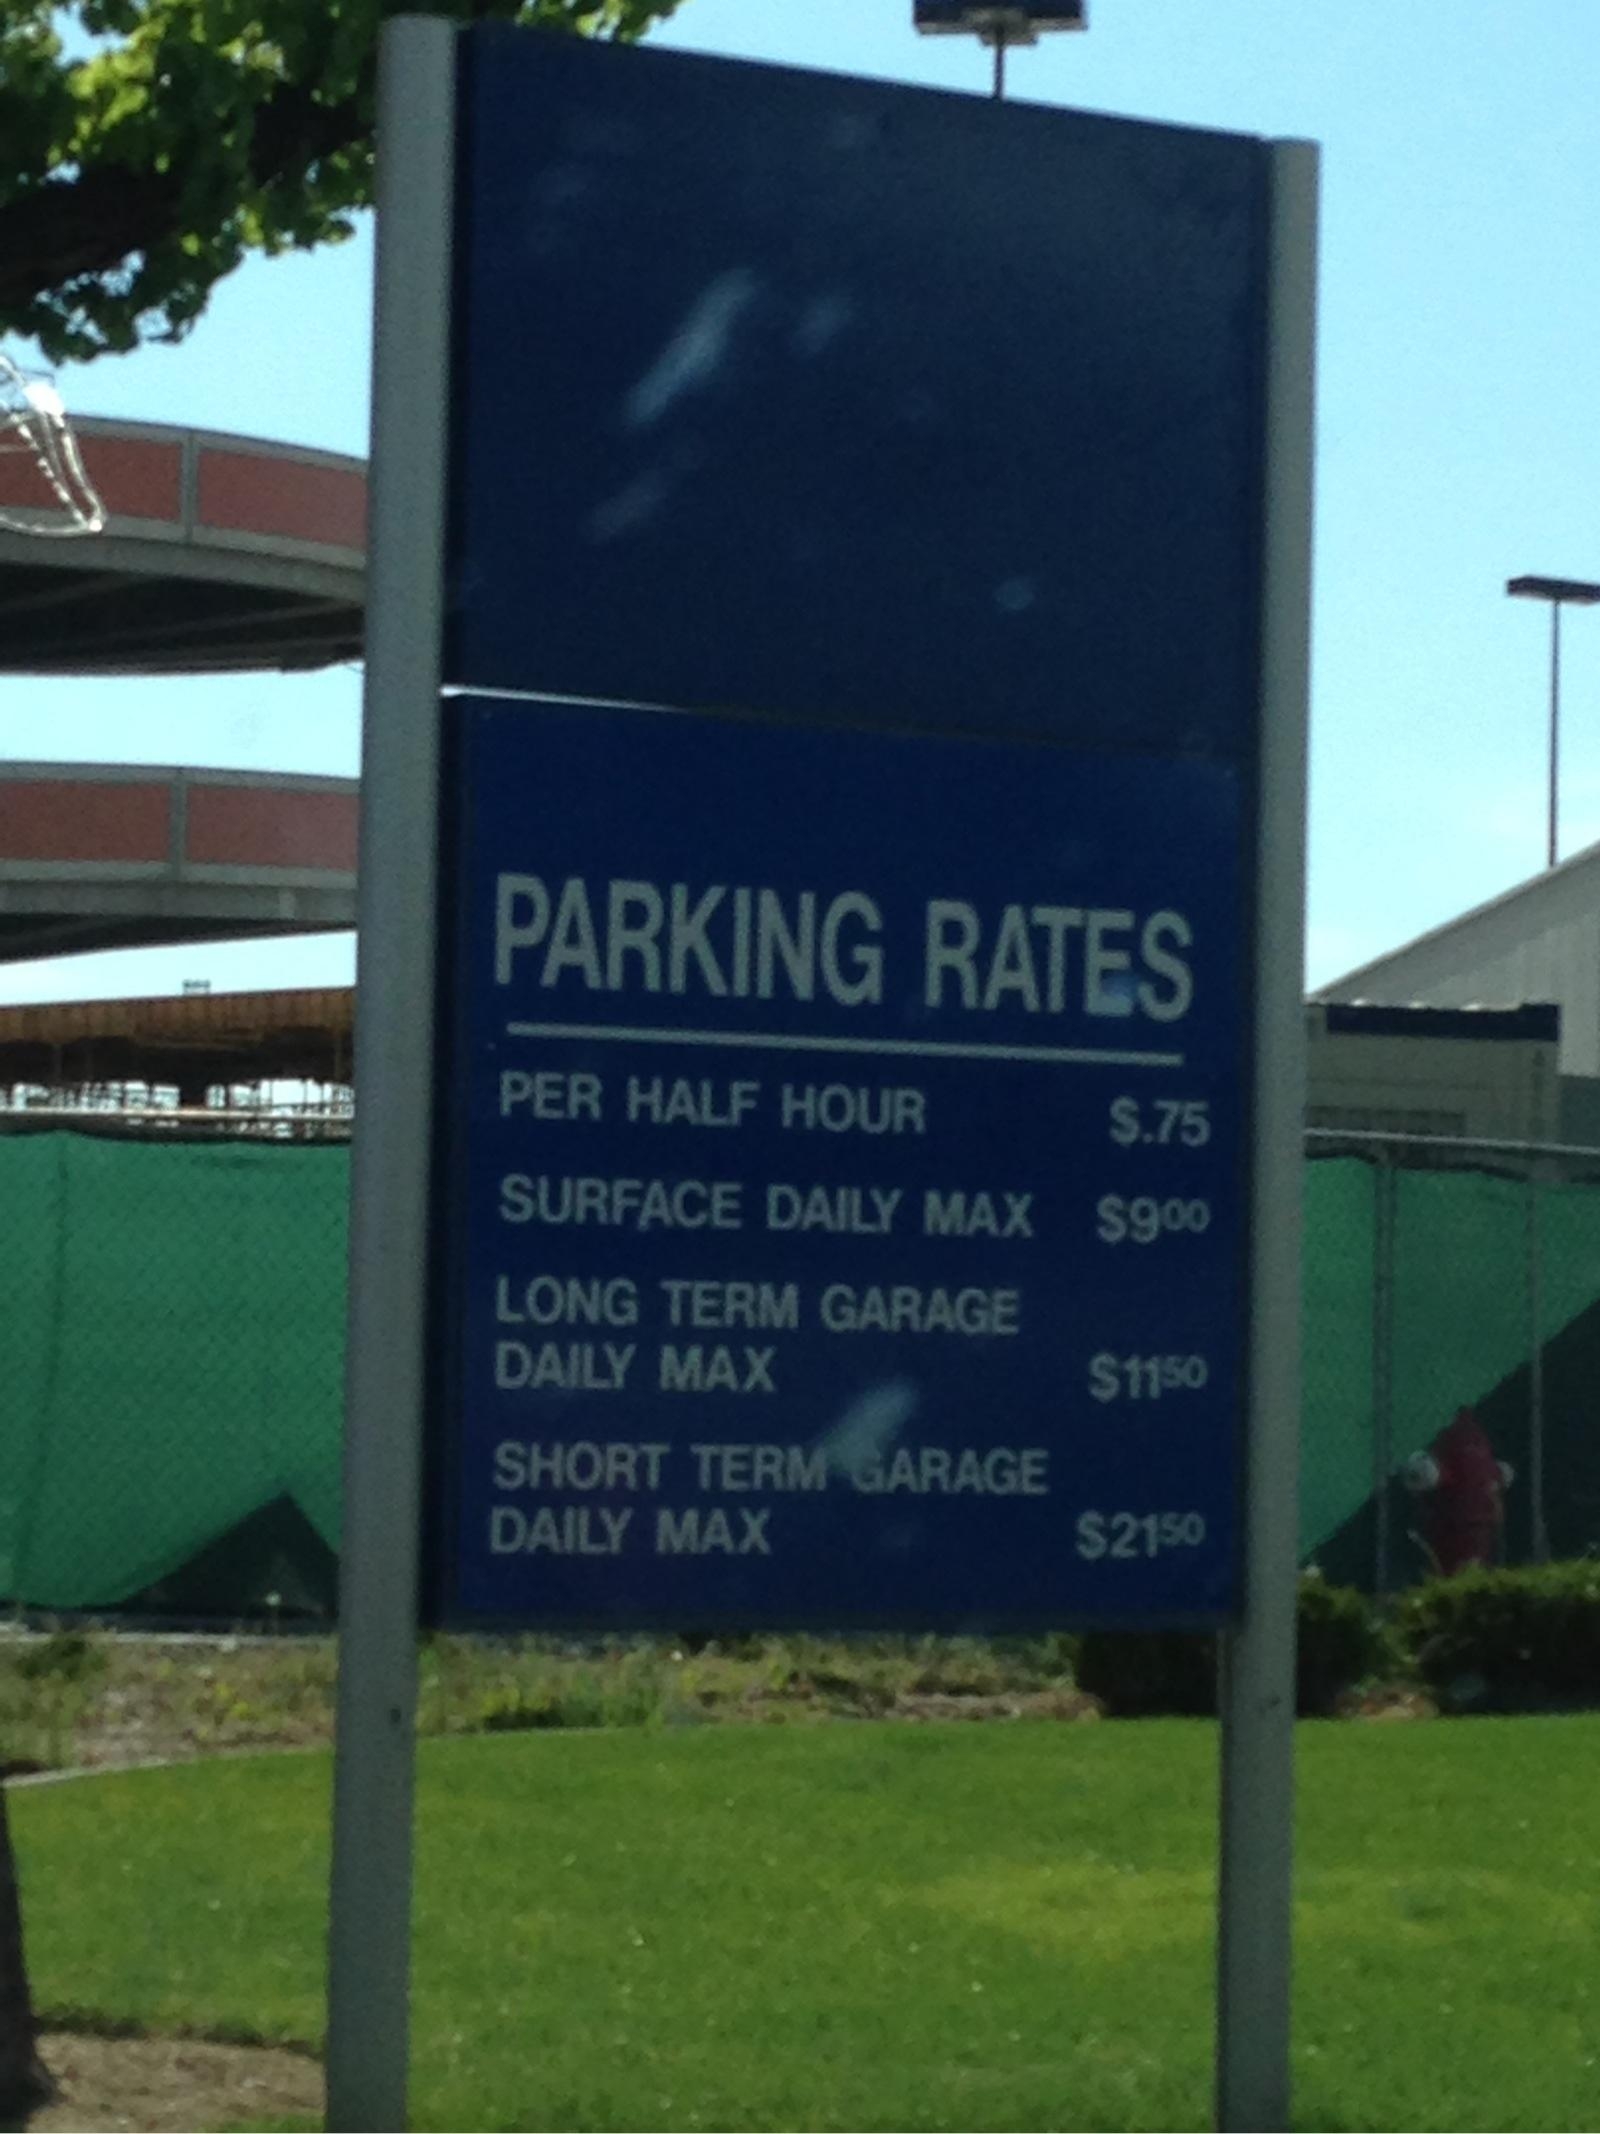 PARKING RATES
PER HALF HOUR $.75
SURFACE DAILY MAX $900
LONG TERM GARAGE
DAILY MAX $1150
SHORT TERM GARAGE
DAILY MAX $2150